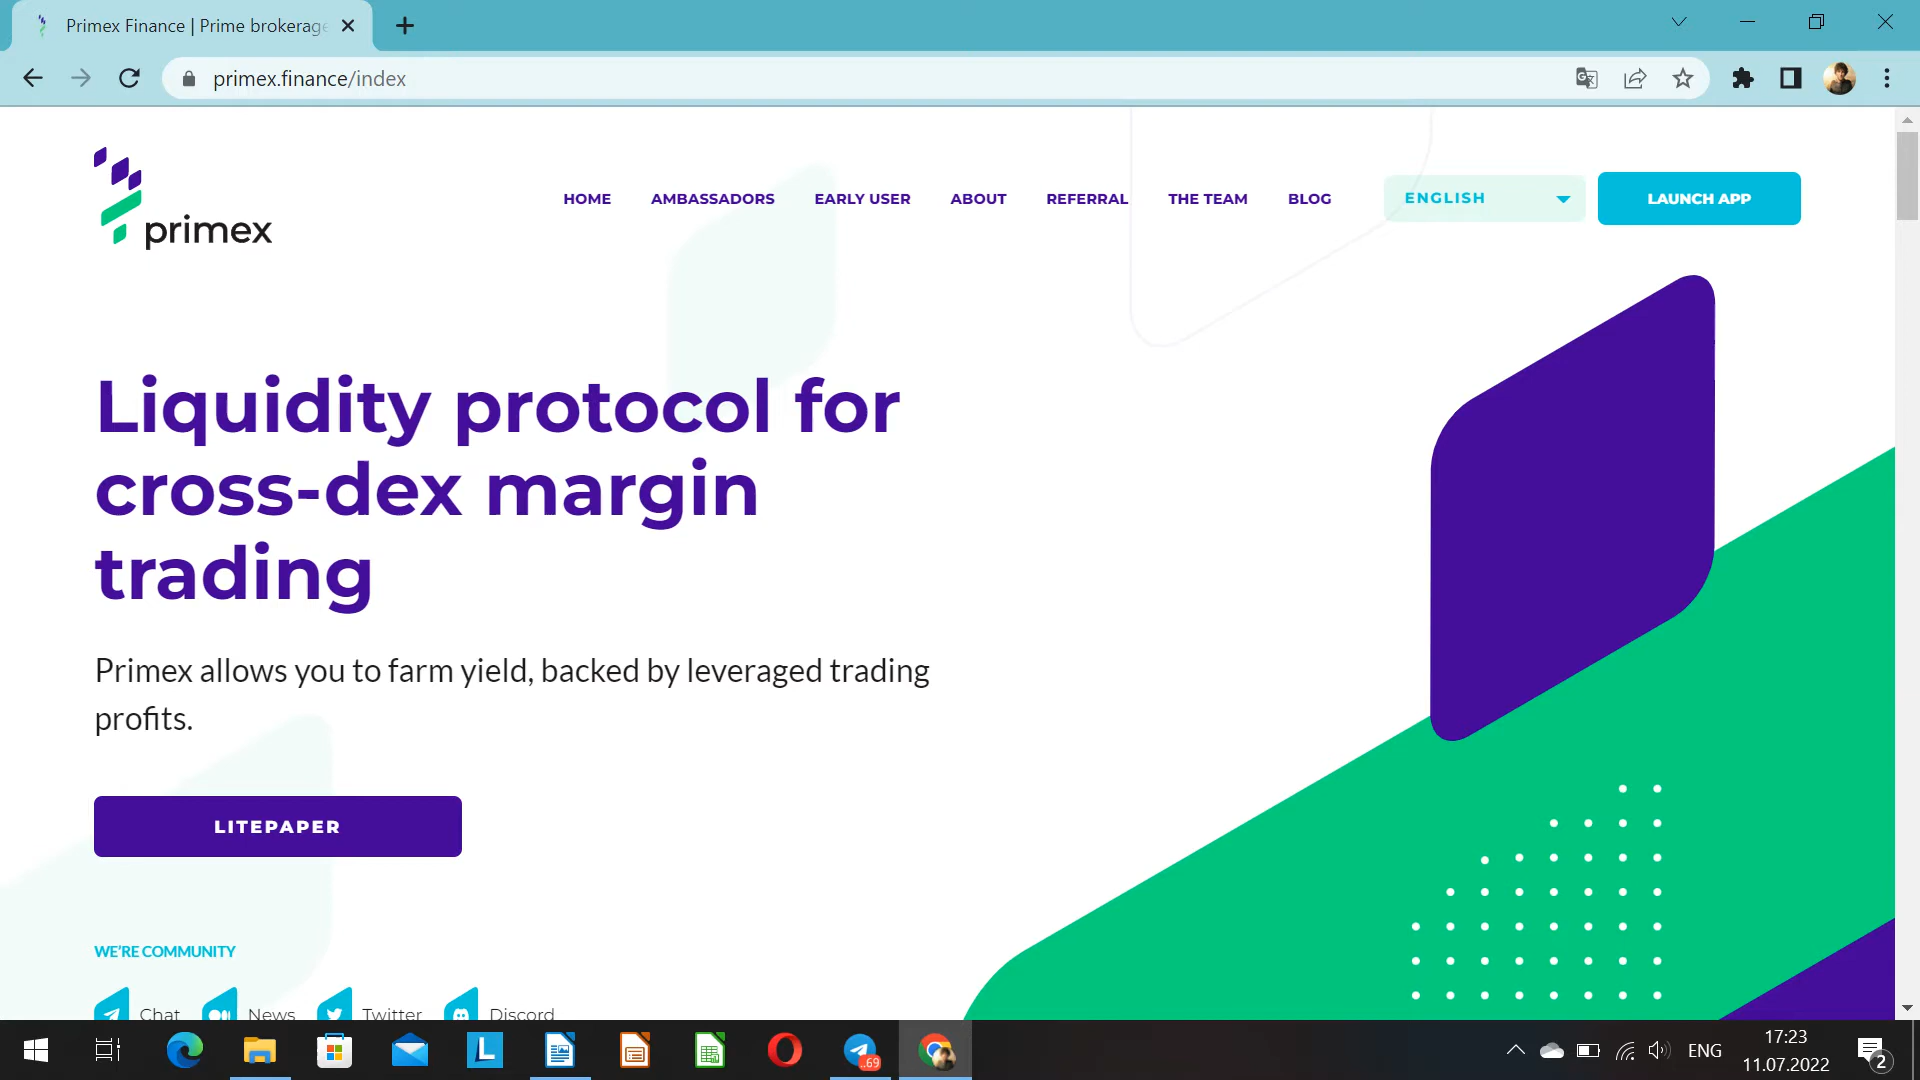 Primex Finance | Prime brokerage
primex.finance/index
primex
HOME AMBASSADORS EARLY USER ABOUT REFERRAL THE TEAM BLOG ENGLISH LAUNCH APP
Liquidity protocol for
cross-dex margin
trading
Primex allows you to farm yield, backed by leveraged trading
profits.
LITEPAPER
WE'RE COMMUNITY
Chat News Twitter Discord
L
..69
ENG
17:23
11.07.2022
2